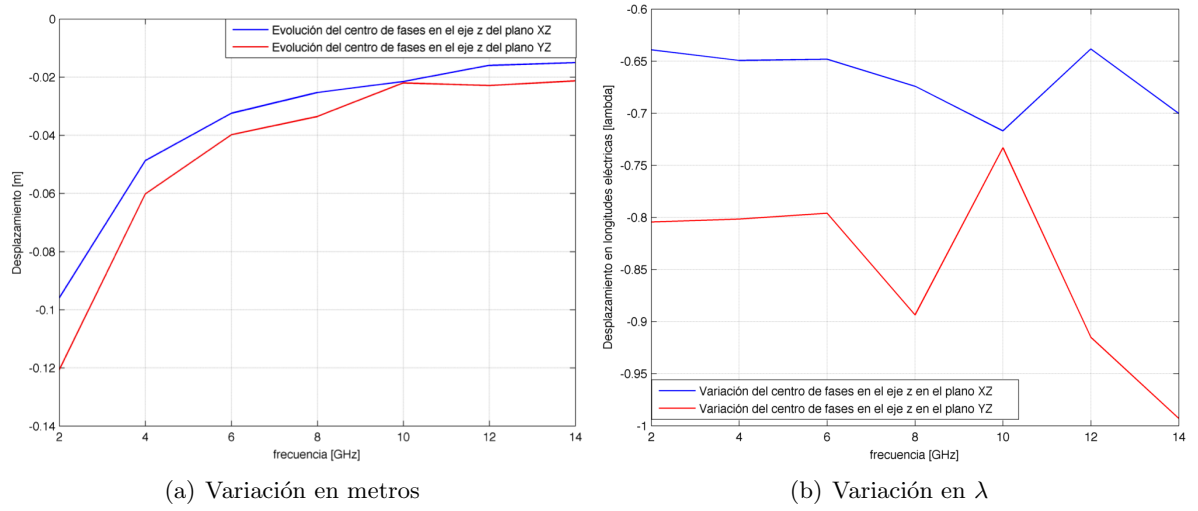 0
-0.02
-0.04
-0.06
-0.08
-0.1
-0.12
-0.14
Desplazamiento [m]
Evolución del centro de fases en el eje z del plano XZ
Evolución del centro de fases en el eje z del plano YZ
2 4 6 8 10 12 14
frecuencia [GHz]
(a) Variación en metros
-0.6
-0.65
-0.7
-0.75
-0.8
-0.85
-0.9
-0.95
-1
Desplazamiento en longitudes eléctricas [lambda]
Variación del centro de fases en el eje z en el plano XZ
Variación del centro de fases en el eje z en el plano YZ
2 4 6 8 10 12 14
frecuencia [GHz]
(b) Variación en λ